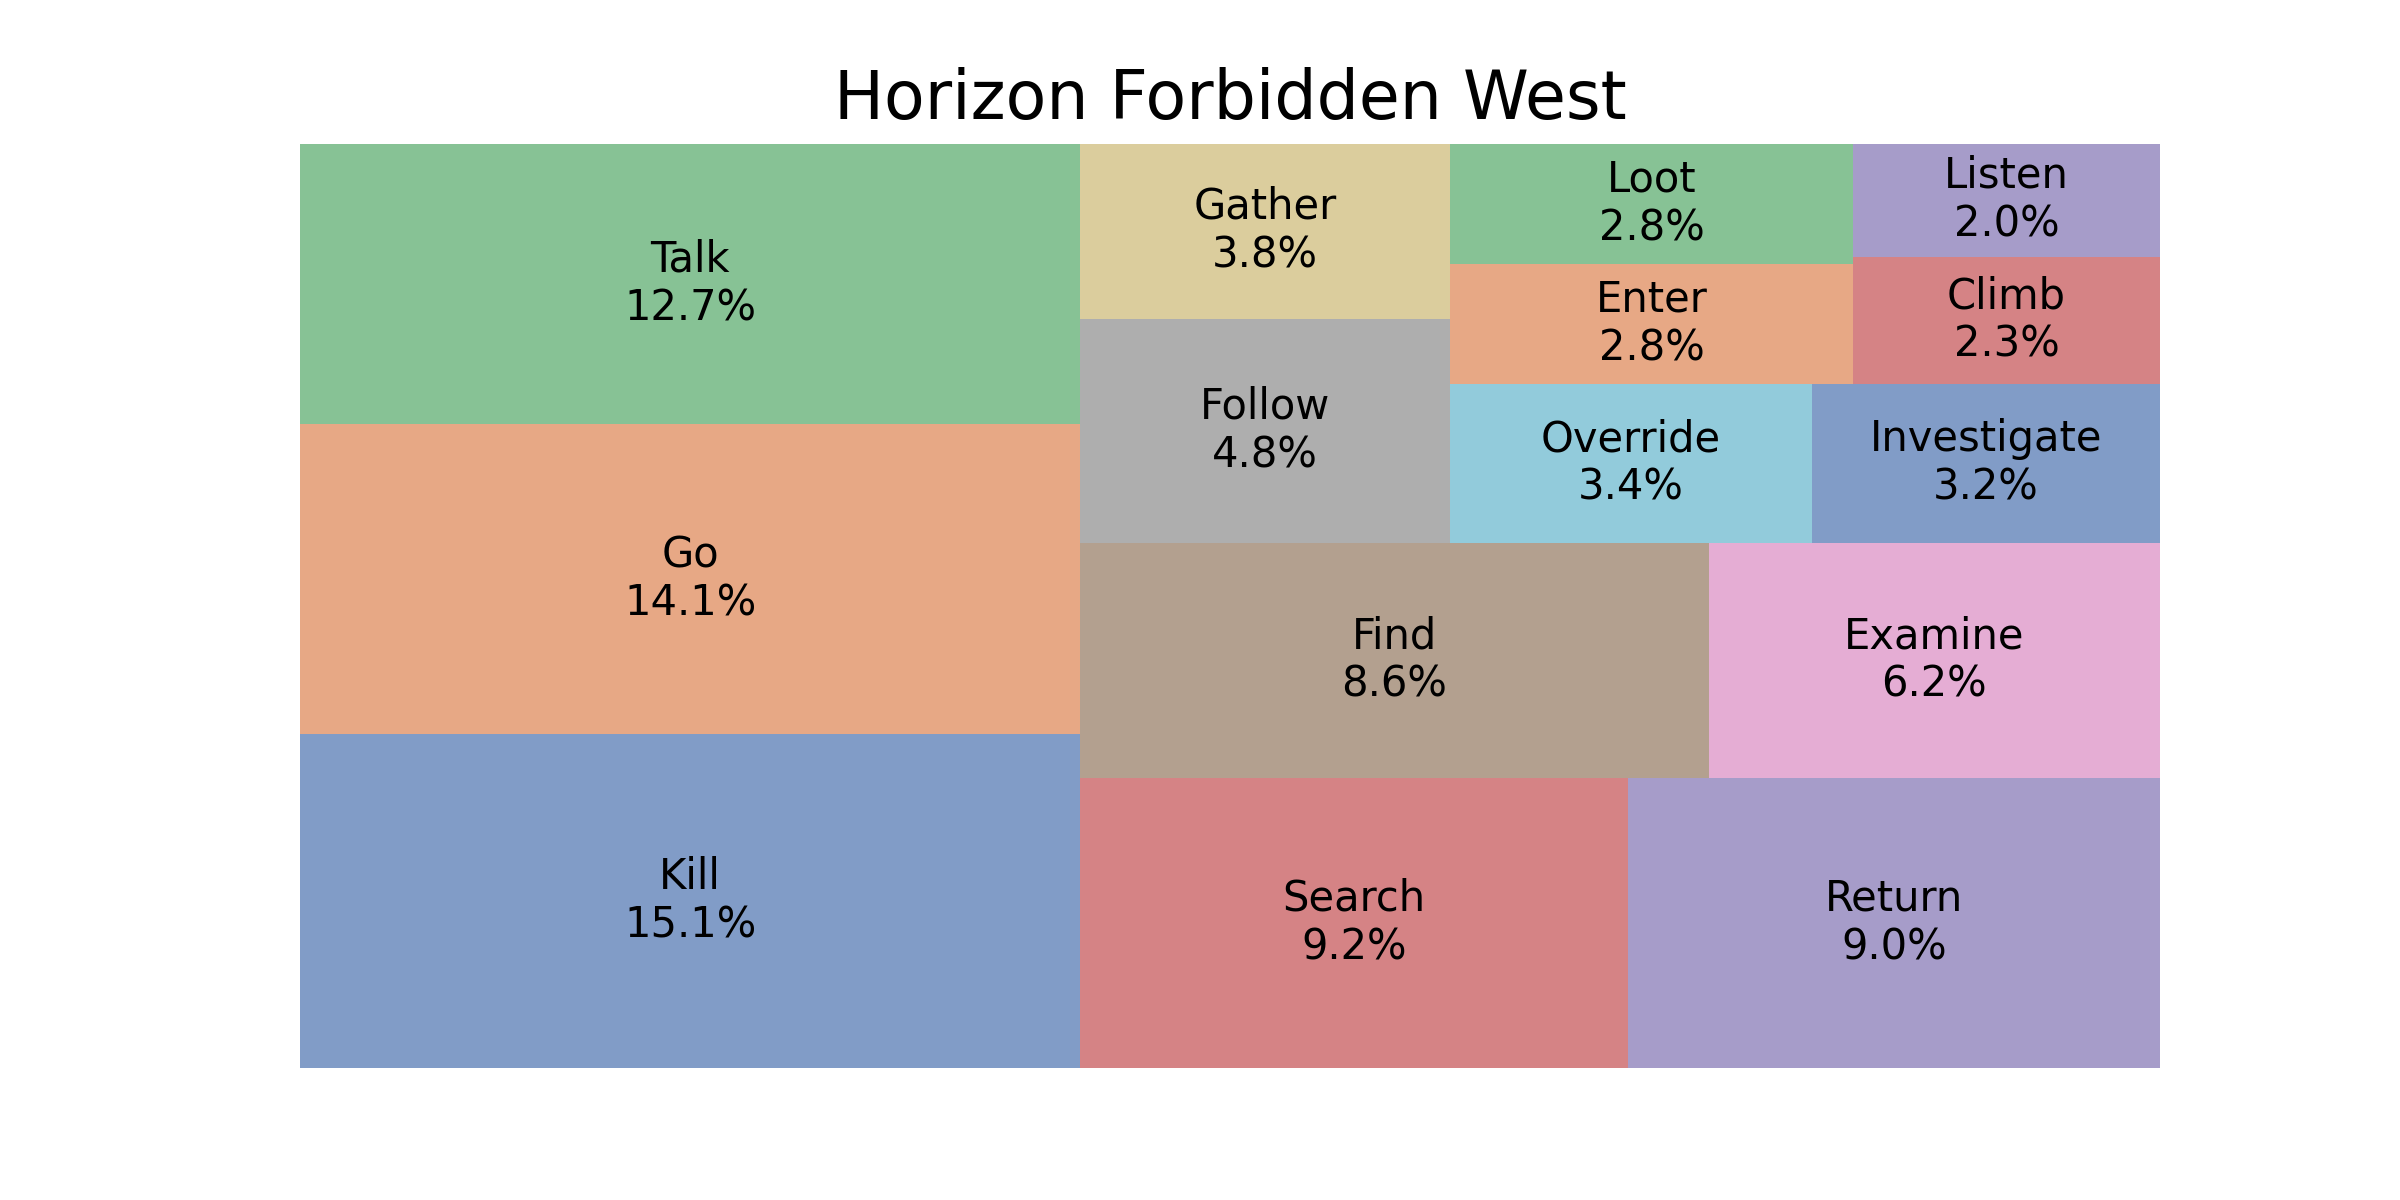 Horizon Forbidden West
Talk
12.7%
Go
14.1%
Kill
15.1%
Gather
3.8%
Follow
4.8%
Loot
2.8%
Enter
2.8%
Listen
2.0%
Climb
2.3%
Override
3.4%
Investigate
3.2%
Find
8.6%
Examine
6.2%
Search
9.2%
Return
9.0%